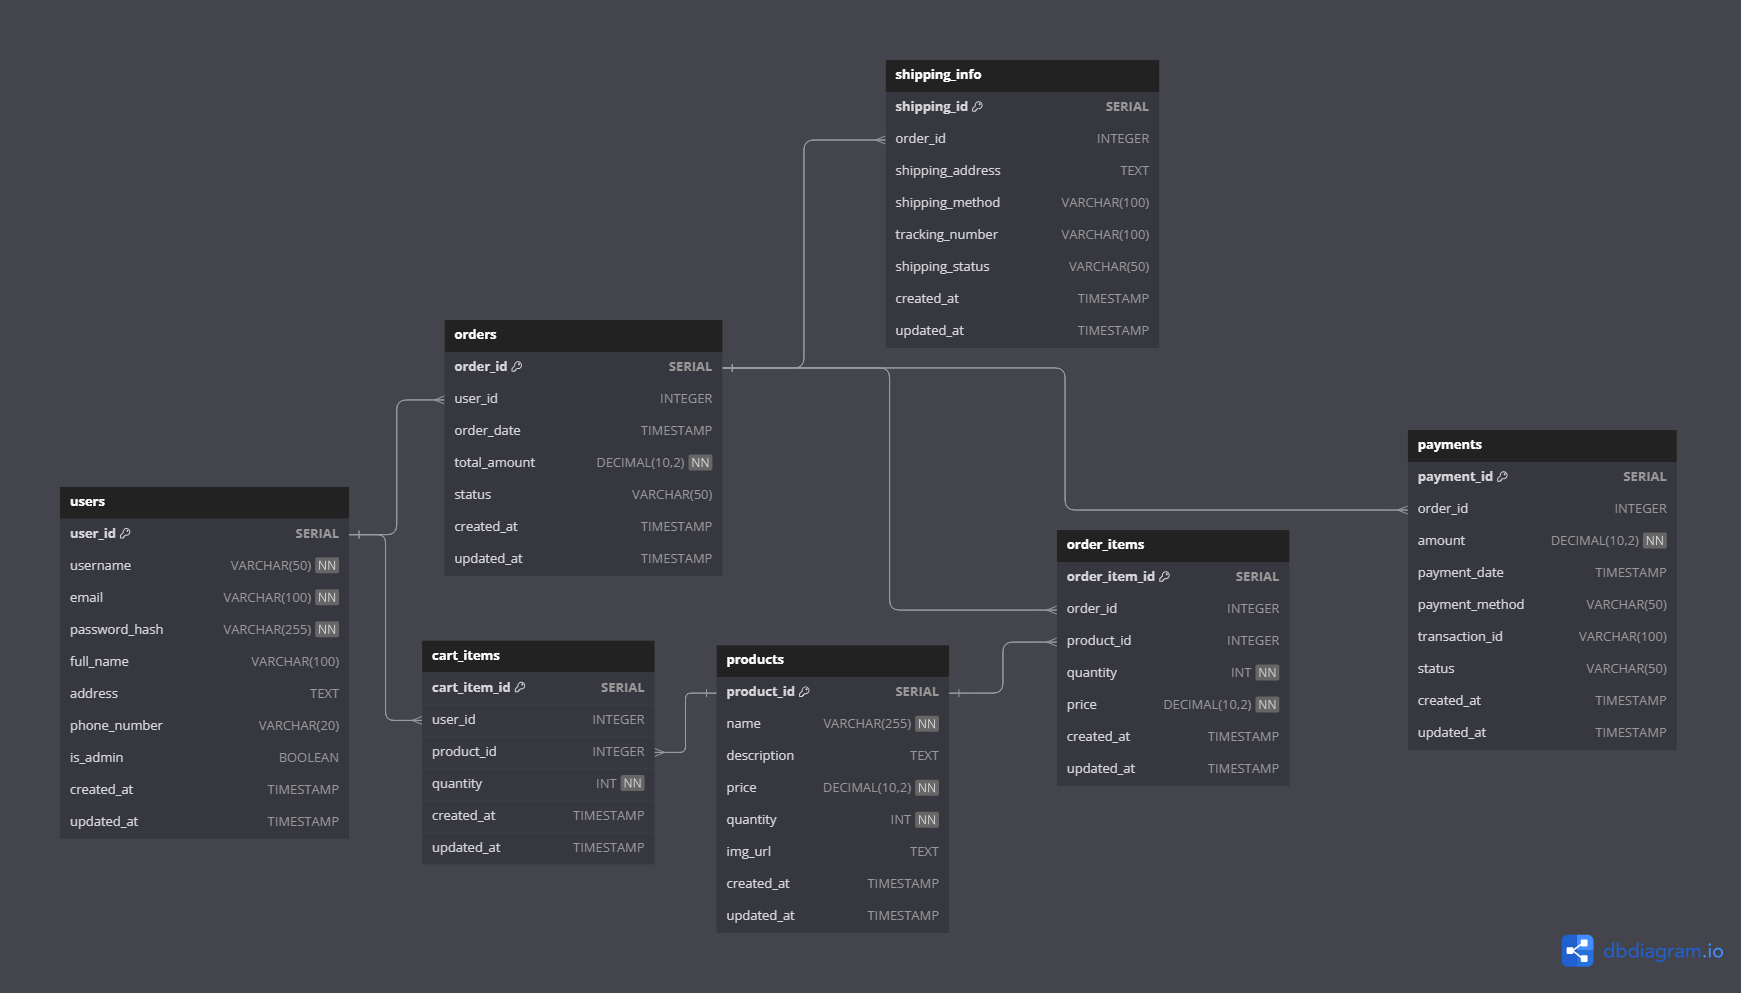 shipping_info
shipping_id SERIAL
order_id INTEGER
shipping_address TEXT
shipping_method VARCHAR(100)
tracking_number VARCHAR(100)
shipping_status VARCHAR(50)
created_at TIMESTAMP
updated_at TIMESTAMP
orders
order_id SERIAL
user_id INTEGER
order_date TIMESTAMP
total_amount DECIMAL(10,2) NN
status VARCHAR(50)
created_at TIMESTAMP
updated_at TIMESTAMP
payments
payment_id SERIAL
order_id INTEGER
amount DECIMAL(10,2) NN
payment_date TIMESTAMP
payment_method VARCHAR(50)
transaction_id VARCHAR(100)
status VARCHAR(50)
created_at TIMESTAMP
updated_at TIMESTAMP
users
user_id SERIAL
username VARCHAR(50) NN
email VARCHAR(100) NN
password_hash VARCHAR(255) NN
full_name VARCHAR(100)
address TEXT
phone_number VARCHAR(20)
is_admin BOOLEAN
created_at TIMESTAMP
updated_at TIMESTAMP
order_items
order_item_id SERIAL
order_id INTEGER
product_id INTEGER
quantity INT NN
price DECIMAL(10,2) NN
created_at TIMESTAMP
updated_at TIMESTAMP
cart_items
cart_item_id SERIAL
user_id INTEGER
product_id INTEGER
quantity INT NN
created_at TIMESTAMP
updated_at TIMESTAMP
products
product_id SERIAL
name VARCHAR(255) NN
description TEXT
price DECIMAL(10,2) NN
quantity INT NN
img_url TEXT
created_at TIMESTAMP
updated_at TIMESTAMP
dbdiagram.io